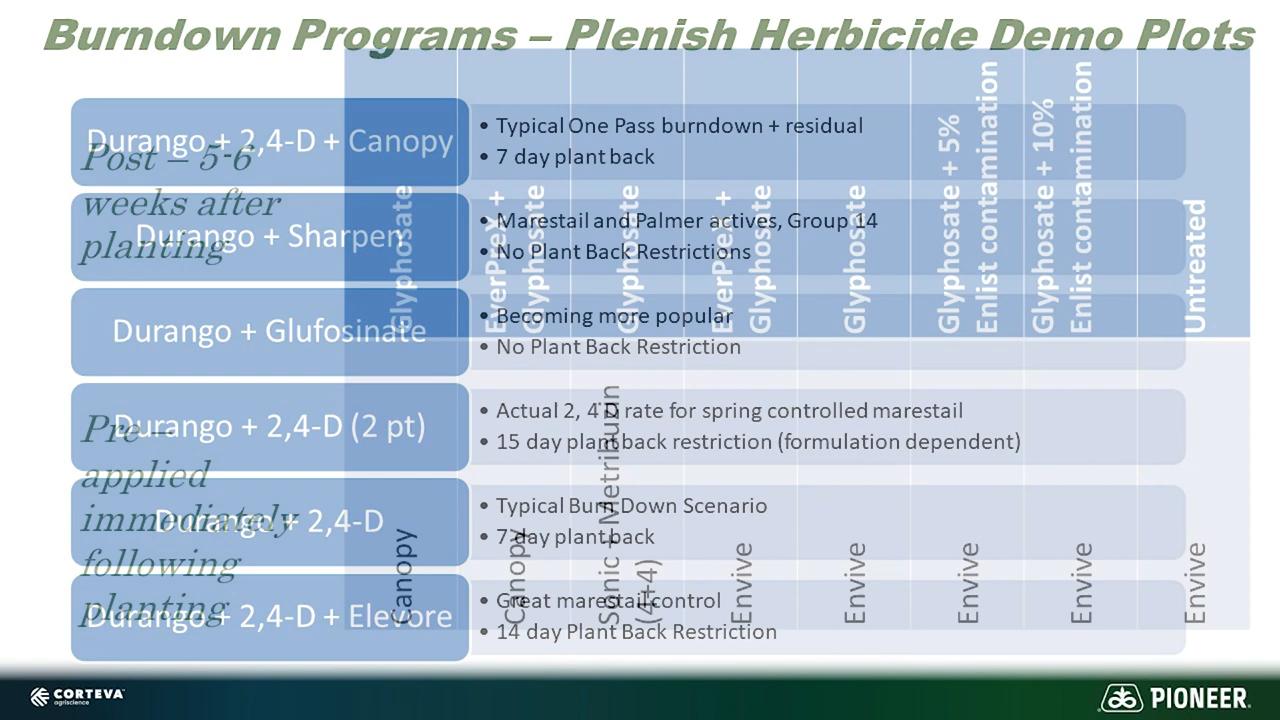 Burndown Programs – Plenish Herbicide Demo Plots
Durango + 2,4-D + Canopy
• Typical One Pass burndown + residual
• 7 day plant back
Durango + Sharpen
• Marestail and Palmer actives, Group 14
• No Plant Back Restrictions
Durango + Glufosinate
• Becoming more popular
• No Plant Back Restriction
Durango + 2,4-D (2 pt)
• Actual 2, 4 D rate for spring controlled marestail
• 15 day plant back restriction (formulation dependent)
Durango + 2,4-D
• Typical Burn Down Scenario
• 7 day plant back
Durango + 2,4-D + Elevore
• Great marestail control
• 14 day Plant Back Restriction
Post – 5-6
weeks after
planting
Glyphosate
EverPreX +
Glyphosate
Glyphosate
EverPreX +
Glyphosate
Glyphosate
Glyphosate + 5%
Enlist contamination
Glyphosate + 10%
Enlist contamination
Untreated
Pre –
applied
immediately
following
planting
Canopy
Canopy
Sonic + Metribuzin
(4+4)
Envive
Envive
Envive
Envive
Envive
CORTEVA
agriscience
PIONEER